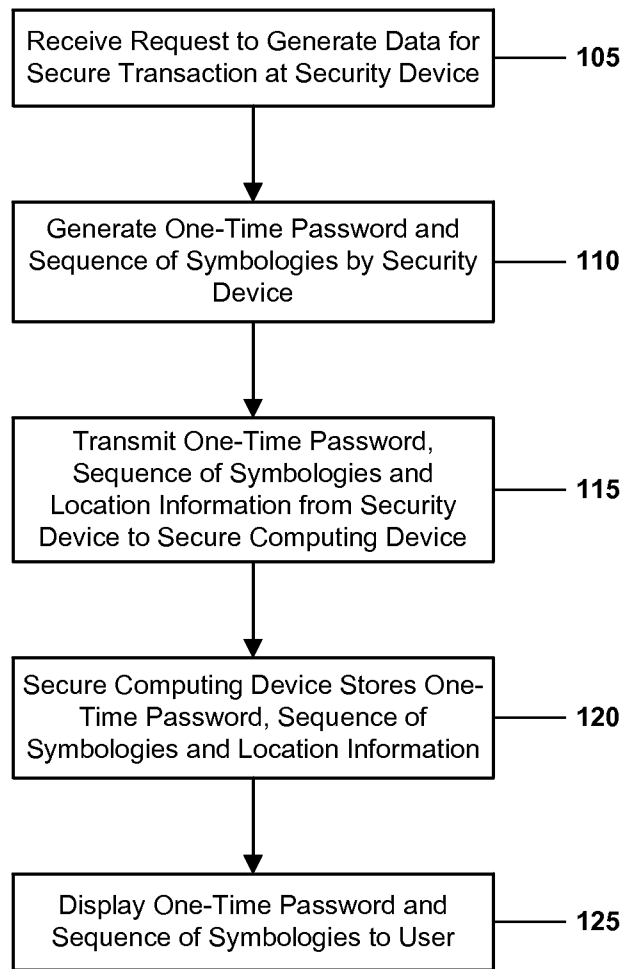 Receive Request to Generate Data for
Secure Transaction at Security Device
105
Generate One-Time Password and
Sequence of Symbologies by Security
Device
110
Transmit One-Time Password,
Sequence of Symbologies and
Location Information from Security
Device to Secure Computing Device
115
Secure Computing Device Stores One-
Time Password, Sequence of
Symbologies and Location Information
120
Display One-Time Password and
Sequence of Symbologies to User
125